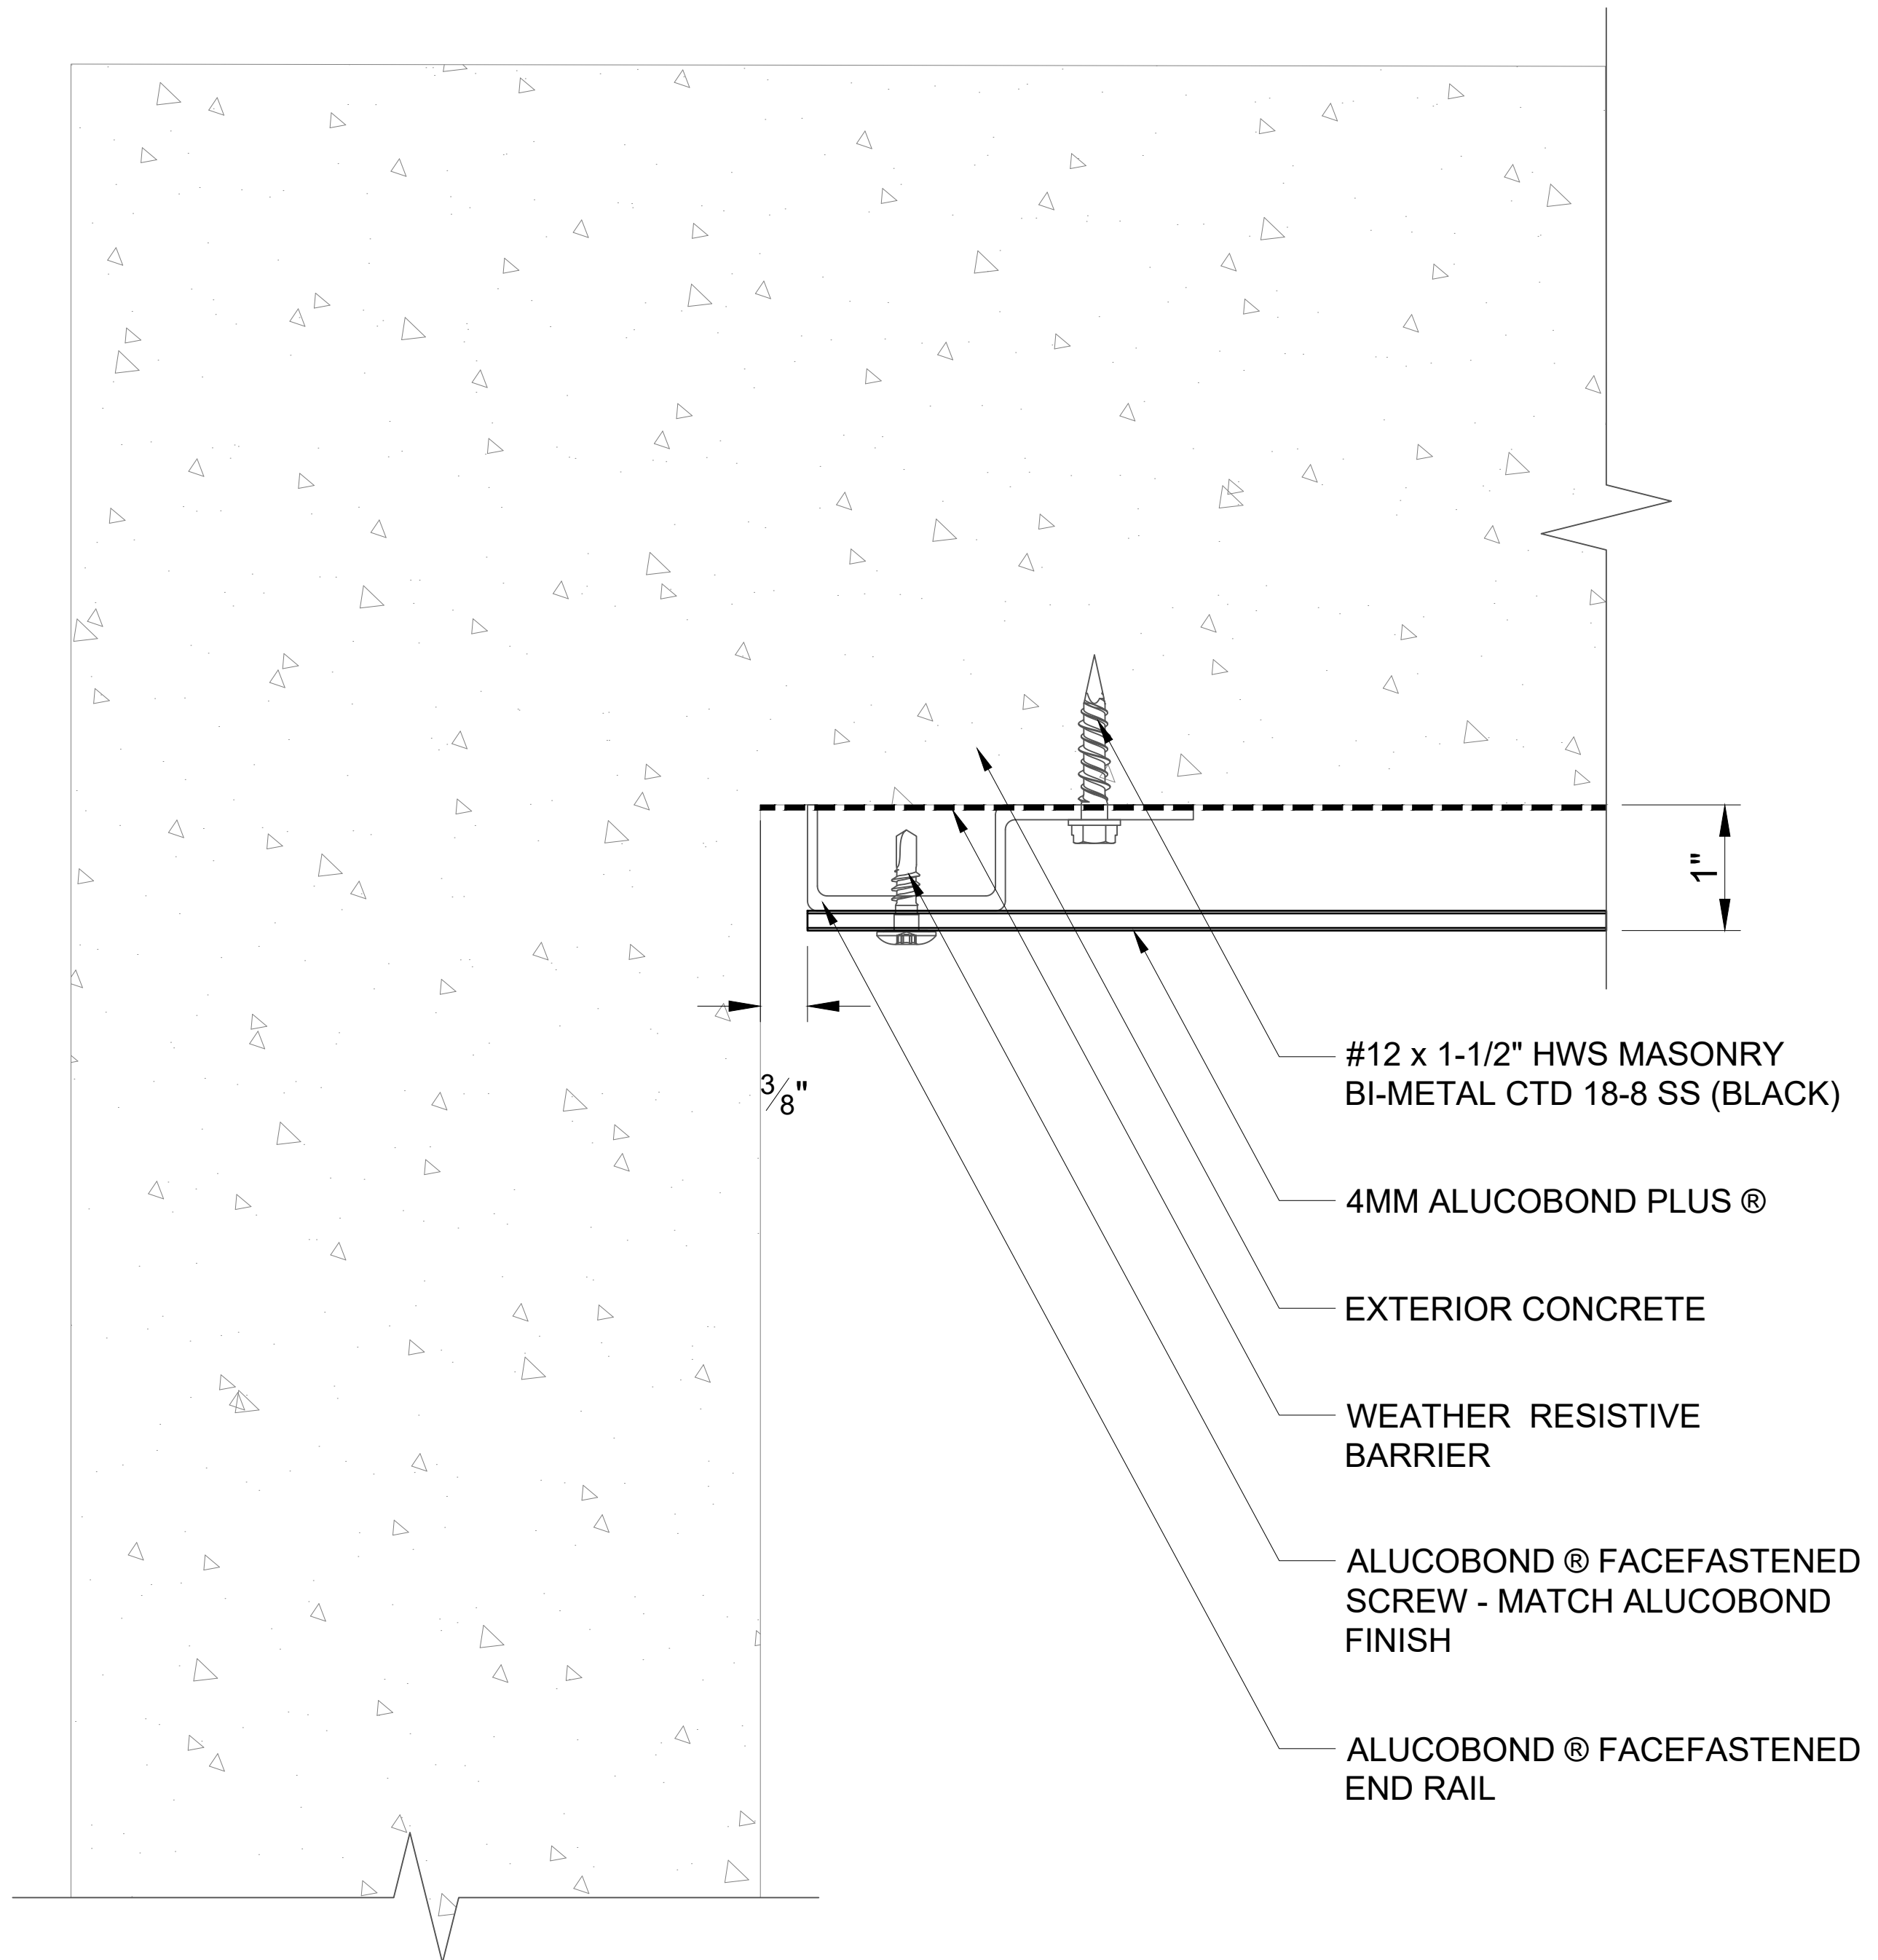 1"
3/8"
#12 x 1-1/2" HWS MASONRY
BI-METAL CTD 18-8 SS (BLACK)
4MM ALUCOBOND PLUS ®
EXTERIOR CONCRETE
WEATHER  RESISTIVE
BARRIER
ALUCOBOND ® FACEFASTENED
SCREW - MATCH ALUCOBOND
FINISH
ALUCOBOND ® FACEFASTENED
END RAIL